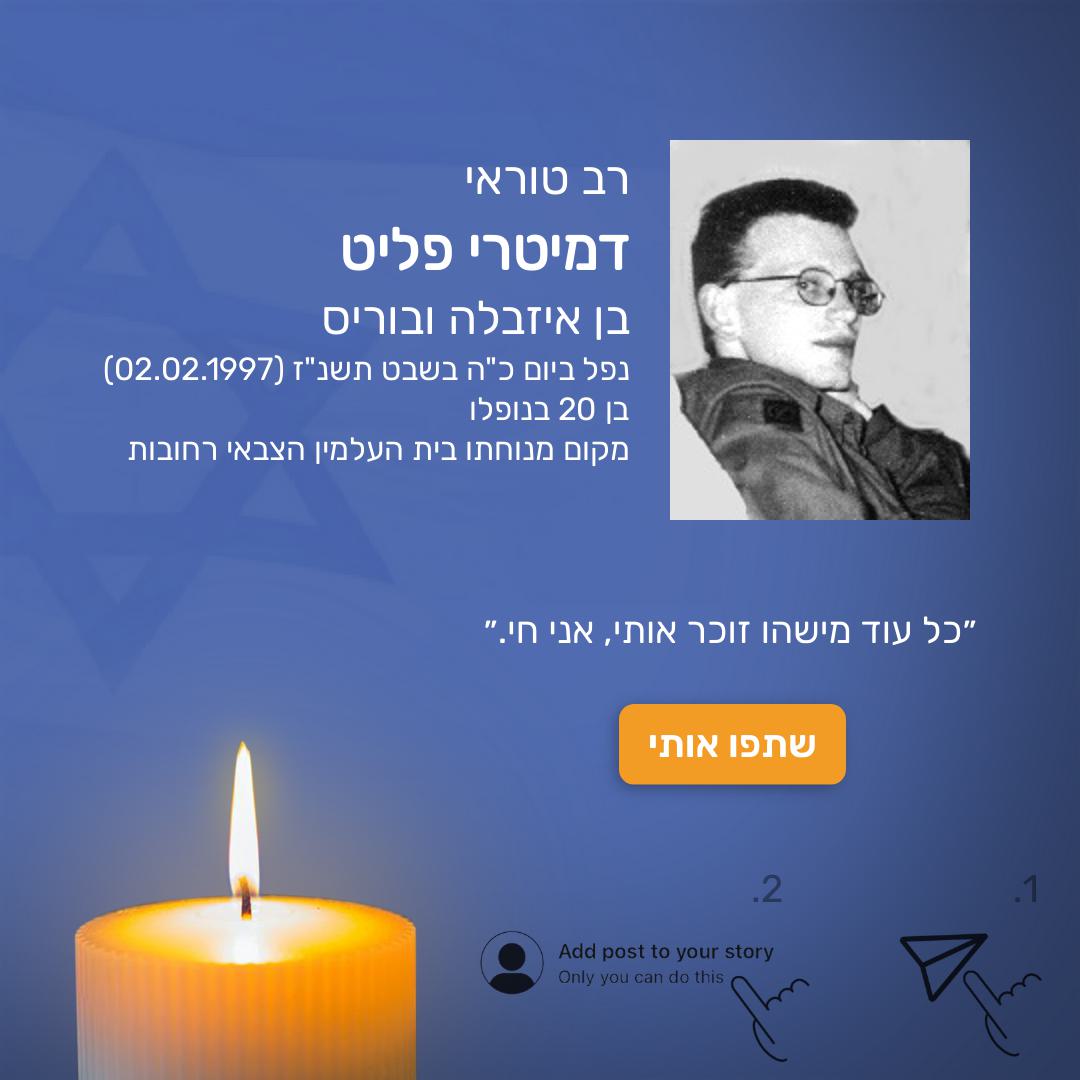 רב טוראי
דמיטרי פליט
בן איזבלה ובוריס
נפל ביום כ"ה בשבט תשנ"ז (02.02.1997)
בן 20 בנופלו
מקום מנוחתו בית העלמין הצבאי רחובות
״כל עוד מישהו זוכר אותי, אני חי.״
שתפו אותי
1.
2.
Add post to your story
Only you can do this